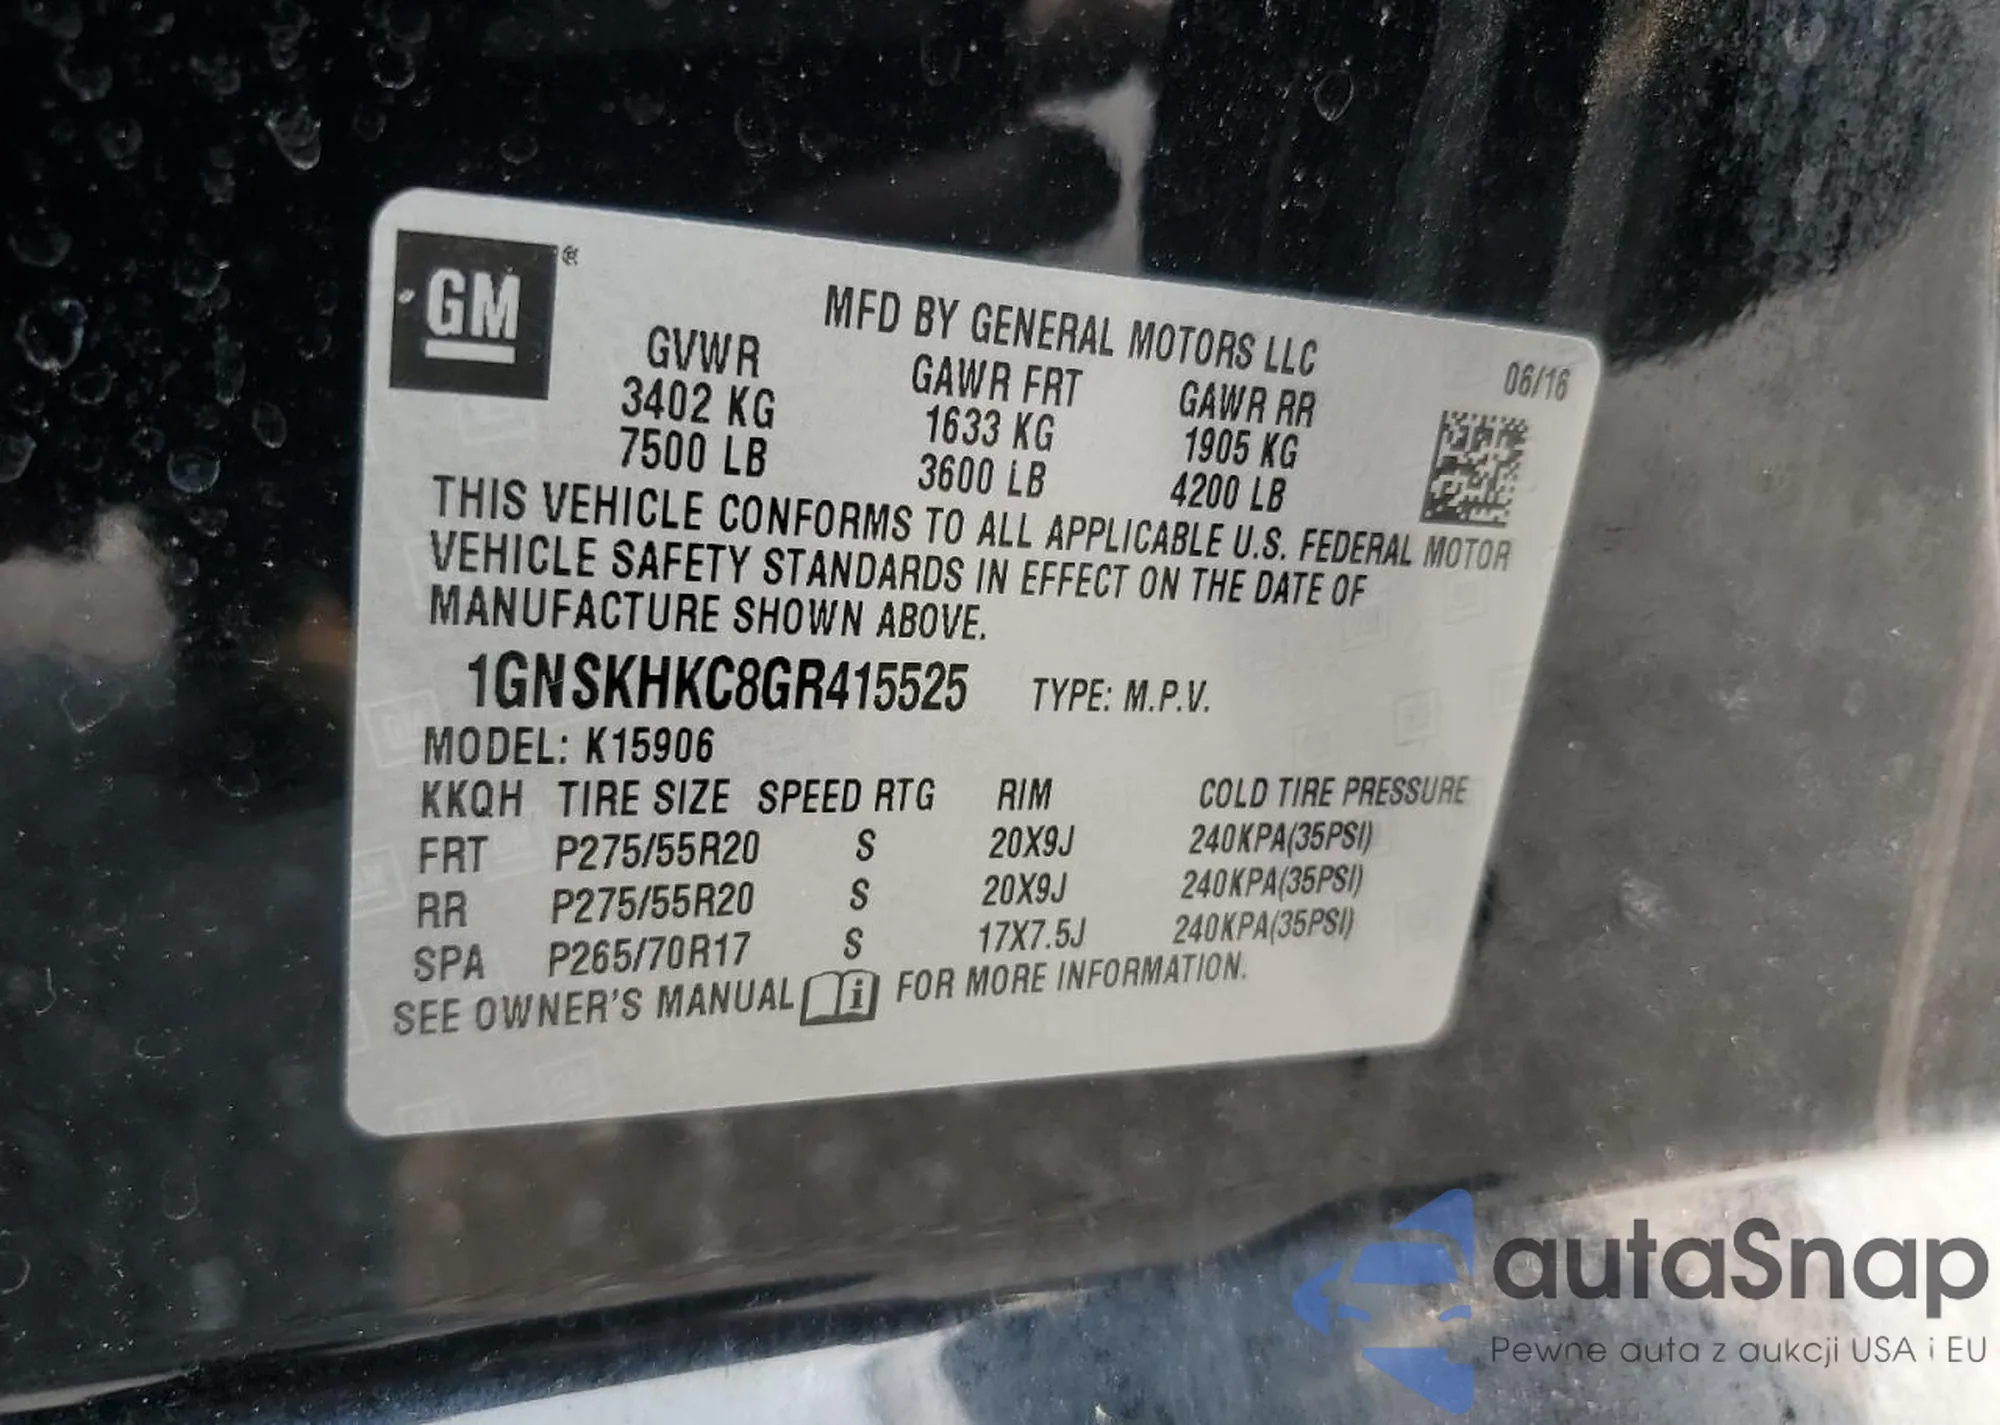 GM ®
MFD BY GENERAL MOTORS LLC
06/16
GVWR GAWR FRT GAWR RR
3402 KG 1633 KG 1905 KG
7500 LB 3600 LB 4200 LB
THIS VEHICLE CONFORMS TO ALL APPLICABLE U.S. FEDERAL MOTOR
VEHICLE SAFETY STANDARDS IN EFFECT ON THE DATE OF
MANUFACTURE SHOWN ABOVE.
1GNSKHKC8GR415525 TYPE: M.P.V.
MODEL: K15906
KKQH TIRE SIZE SPEED RTG RIM COLD TIRE PRESSURE
FRT P275/55R20 S 20X9J 240KPA(35PSI)
RR P275/55R20 S 20X9J 240KPA(35PSI)
SPA P265/70R17 S 17X7.5J 240KPA(35PSI)
SEE OWNER'S MANUAL i FOR MORE INFORMATION.
autaSnap
Pewne auta z aukcji USA i EU